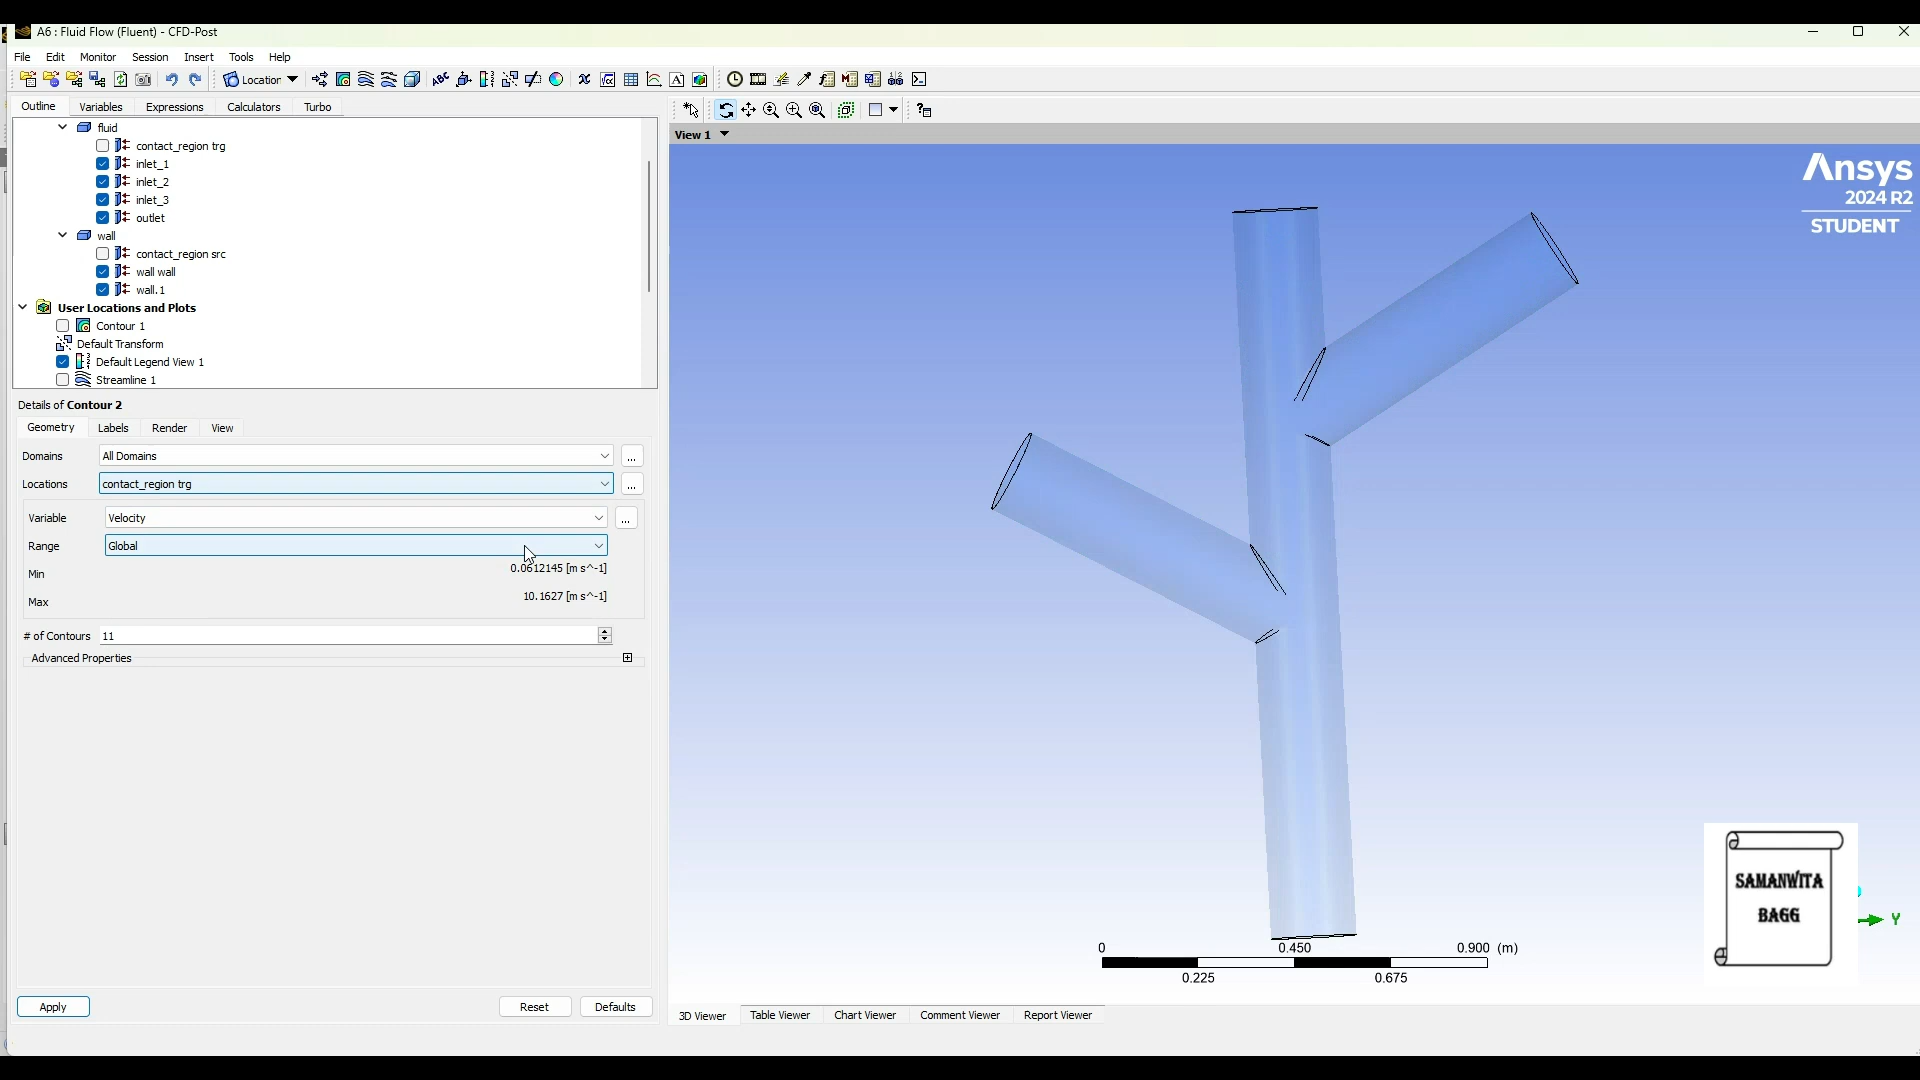 A6 : Fluid Flow (Fluent) - CFD-Post
File Edit Monitor Session Insert Tools Help
Location
Outline Variables Expressions Calculators Turbo
View 1
fluid
contact_region trg
inlet_1
inlet_2
inlet_3
outlet
wall
contact_region src
wall wall
wall.1
User Locations and Plots
Contour 1
Default Transform
Default Legend View 1
Streamline 1
Details of Contour 2
Geometry Labels Render View
Domains All Domains ...
Locations contact_region trg ...
Variable Velocity ...
Range Global
Min 0.0612145 [m s^-1]
Max 10.1627 [m s^-1]
# of Contours 11
Advanced Properties
Apply Reset Defaults
Ansys
2024 R2
STUDENT
SAMANWITA
BAGG
Y
0 0.450 0.900 (m)
0.225 0.675
3D Viewer Table Viewer Chart Viewer Comment Viewer Report Viewer